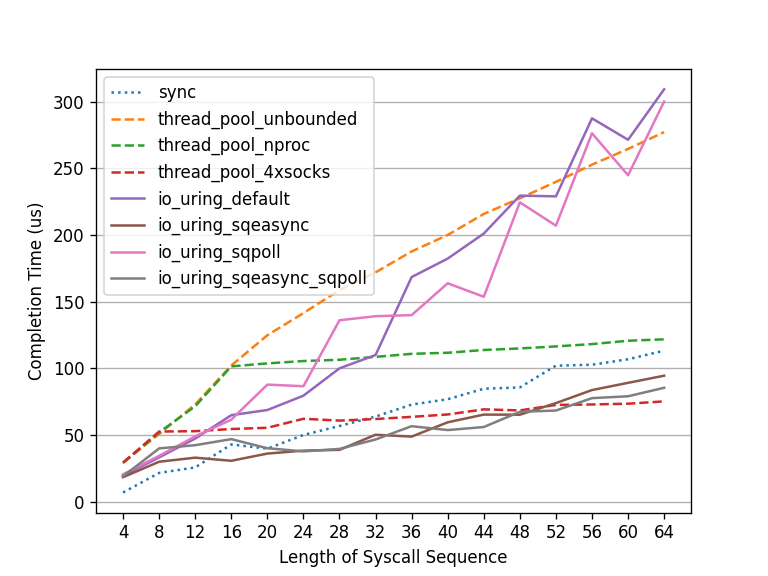 sync
thread_pool_unbounded
thread_pool_nproc
thread_pool_4xsocks
io_uring_default
io_uring_sqeasync
io_uring_sqpoll
io_uring_sqeasync_sqpoll
Completion Time (us)
300
250
200
150
100
50
0
4 8 12 16 20 24 28 32 36 40 44 48 52 56 60 64
Length of Syscall Sequence